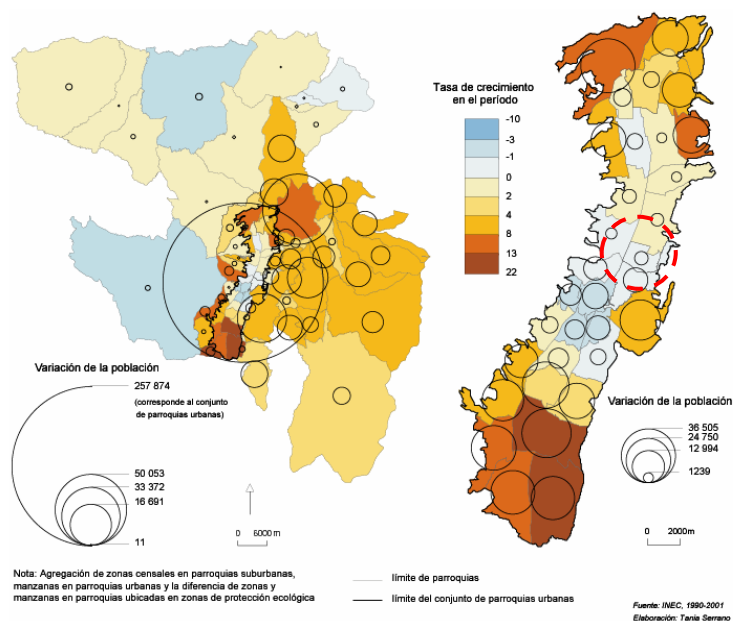 Tasa de crecimiento
en el período
-10
-3
-1
0
2
4
8
13
22
Variación de la población
257 874
(corresponde al conjunto
de parroquias urbanas)
50 053
33 372
16 691
11
0 6000m
Variación de la población
36 505
24 750
12 994
1239
0 2000m
Nota: Agregación de zonas censales en parroquias suburbanas,
manzanas en parroquias urbanas y la diferencia de zonas y
manzanas en parroquias ubicadas en zonas de protección ecológica
límite de parroquias
límite del conjunto de parroquias urbanas
Fuente: INEC, 1990-2001
Elaboración: Tania Serrano